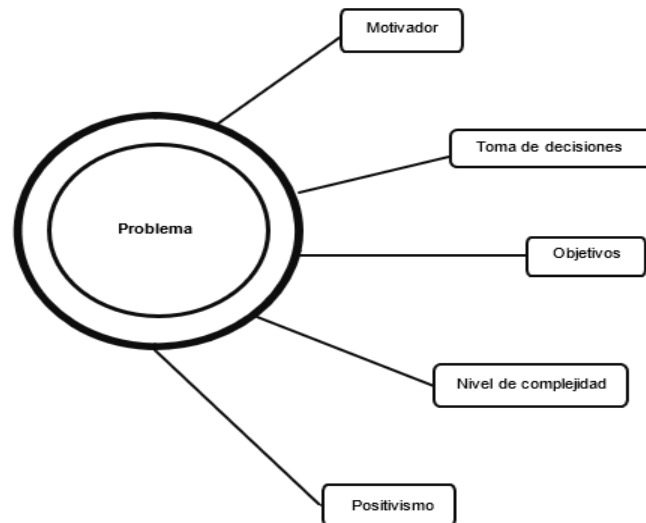 Motivador
Toma de decisiones
Problema
Objetivos
Nivel de complejidad
Positivismo